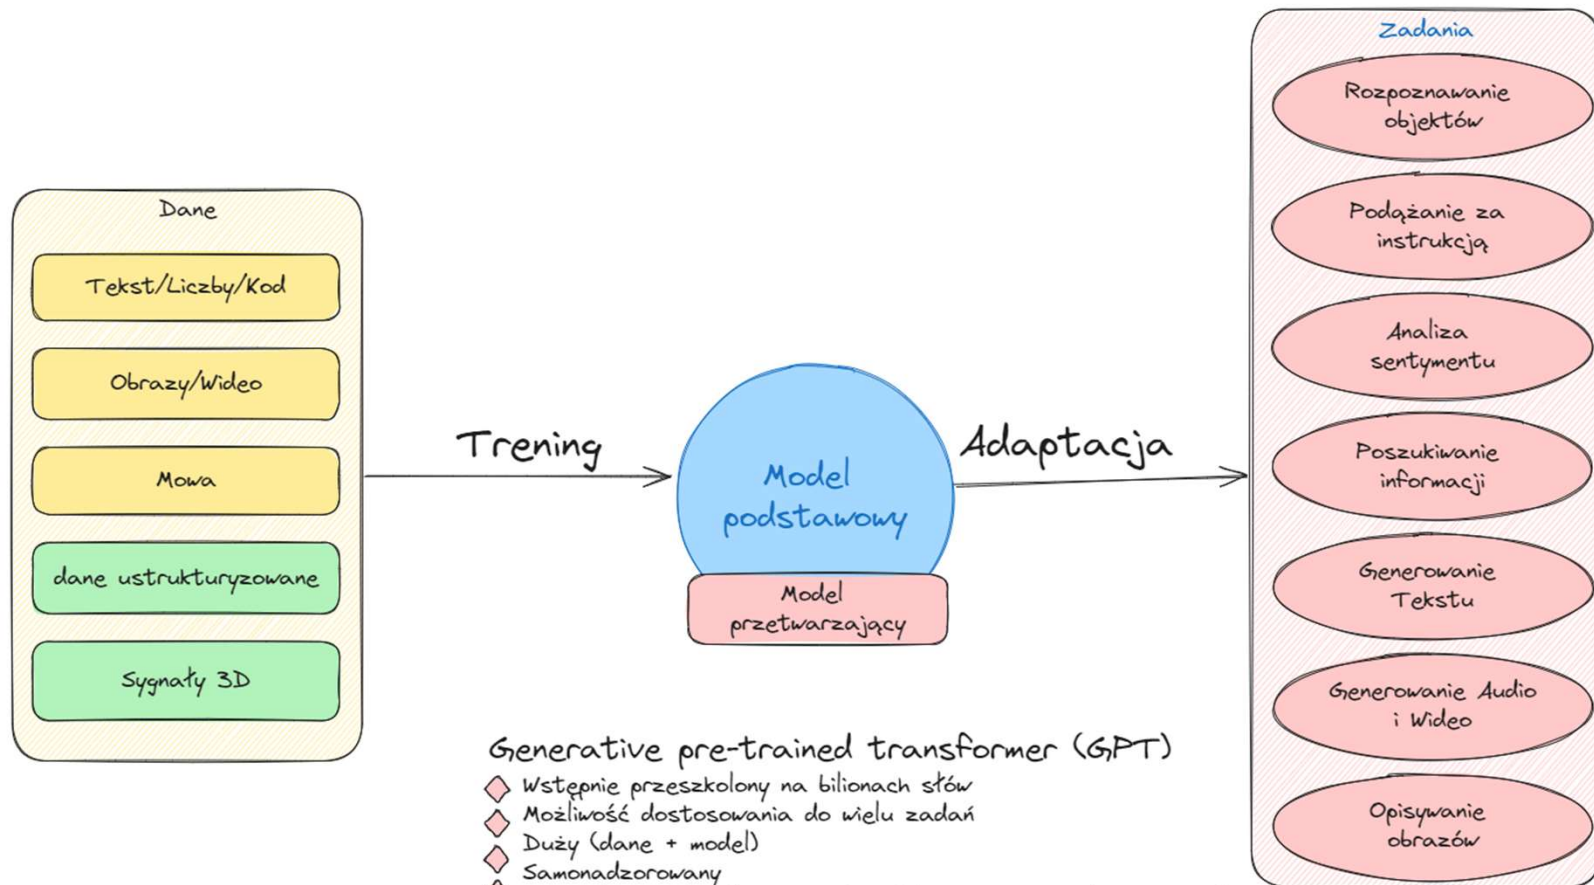 Dane
Tekst/Liczby/Kod
Obrazy/Wideo
Mowa
dane ustrukturyzowane
Sygnały 3D
Trening
Model
podstawowy
Model
przetwarzający
Adaptacja
Generative pre-trained transformer (GPT)
Wstępnie przeszkolony na bilionach słów
Możliwość dostosowania do wielu zadań
Duży (dane + model)
Samonadzorowany
Zadania
Rozpoznawanie
objektów
Podążanie za
instrukcją
Analiza
sentymentu
Poszukiwanie
informacji
Generowanie
Tekstu
Generowanie Audio
i Wideo
Opisywanie
obrazów